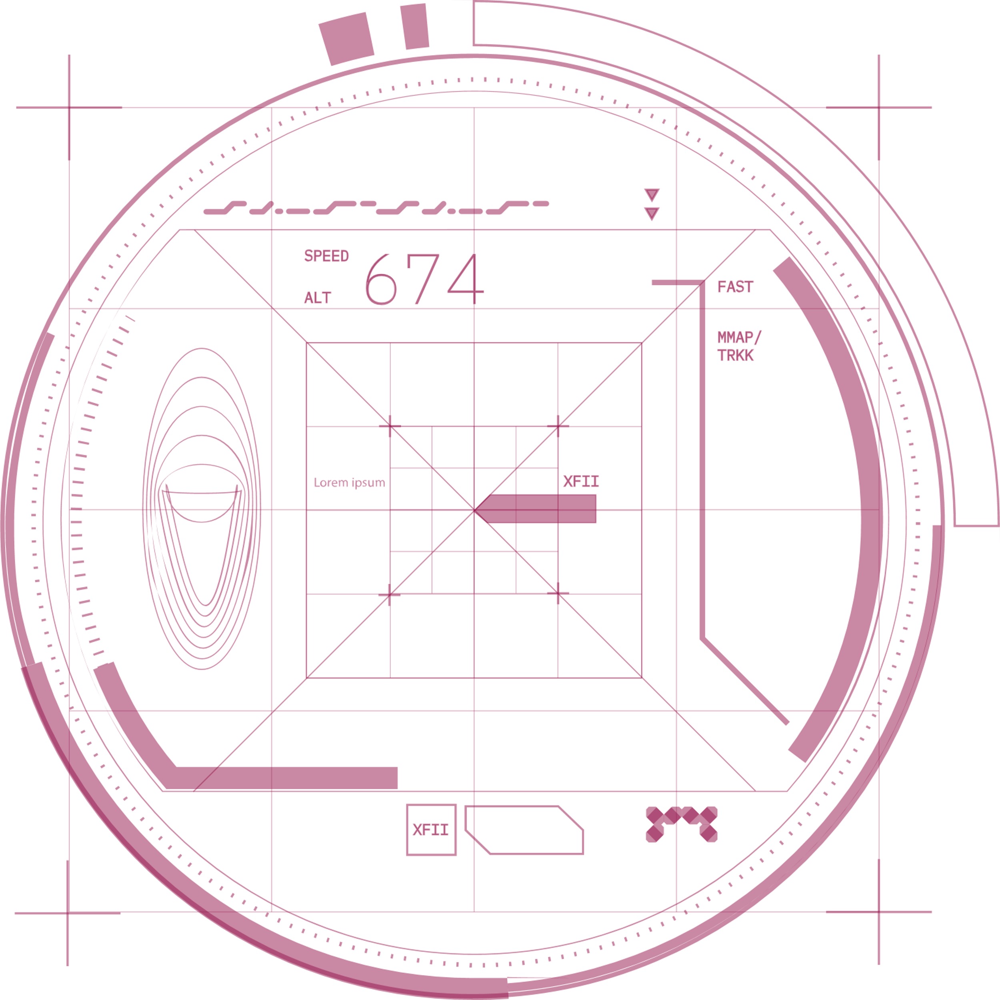 SPEED
674
ALT
FAST
MMAP/
TRKK
Lorem ipsum
XFII
XFII